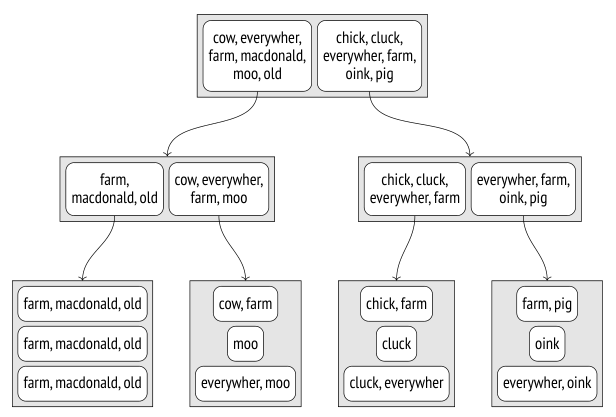 cow, everywher,
farm, macdonald,
moo, old
chick, cluck,
everywher, farm,
oink, pig
farm,
macdonald, old
cow, everywher,
farm, moo
chick, cluck,
everywher, farm
everywher, farm,
oink, pig
farm, macdonald, old
farm, macdonald, old
farm, macdonald, old
cow, farm
moo
everywher, moo
chick, farm
cluck
cluck, everywher
farm, pig
oink
everywher, oink